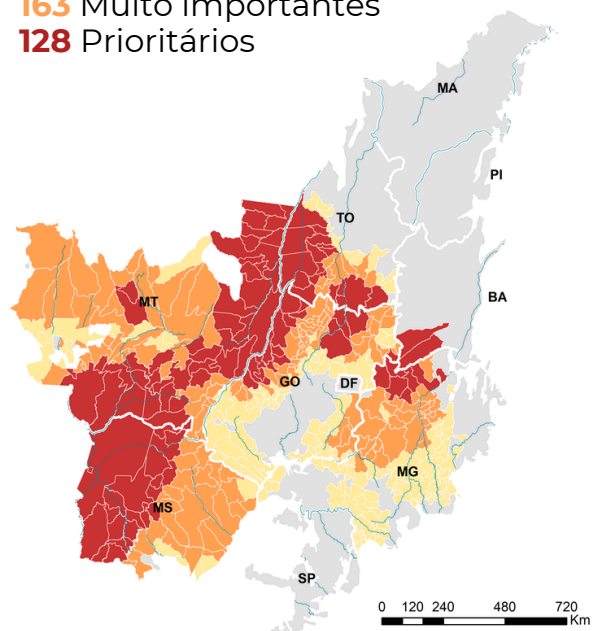 163 Muito Importantes
128 Prioritários
MA
PI
TO
BA
MT
GO
DF
MG
MS
SP
0 120 240 480 720
Km